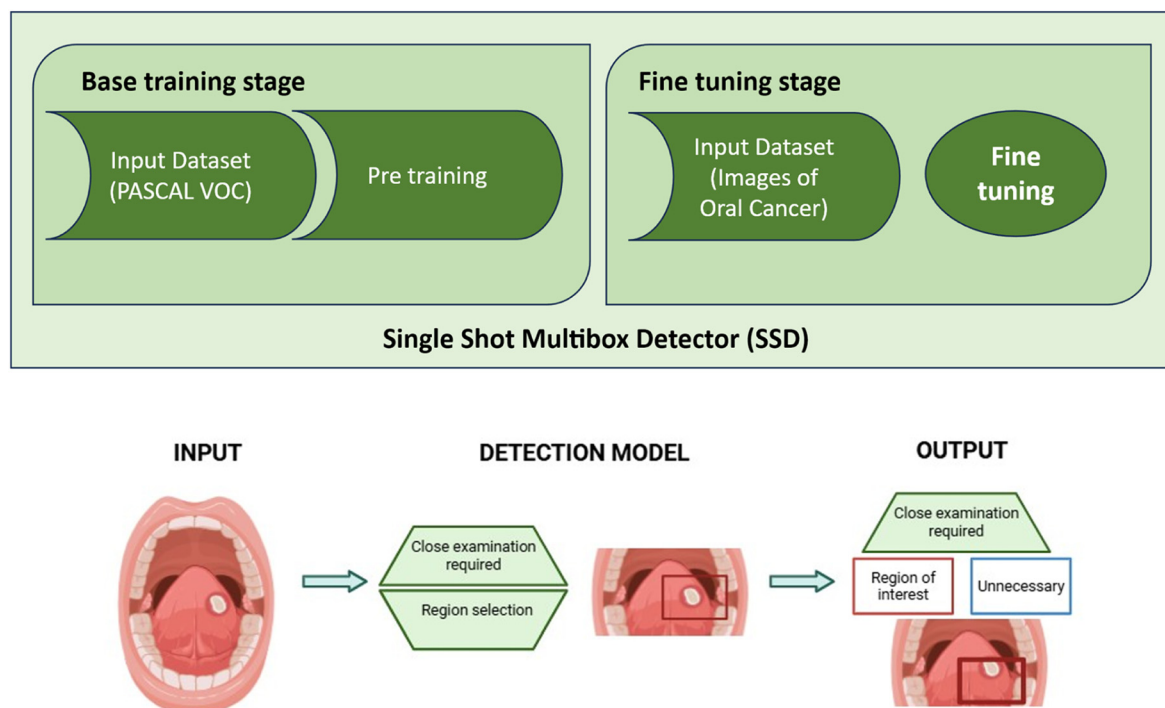 Base training stage
Input Dataset
(PASCAL VOC)
Pre training
Fine tuning stage
Input Dataset
(Images of
Oral Cancer)
Fine
tuning
Single Shot Multibox Detector (SSD)
INPUT
DETECTION MODEL
OUTPUT
Close examination
required
Region selection
Close examination
required
Region of
interest
Unnecessary